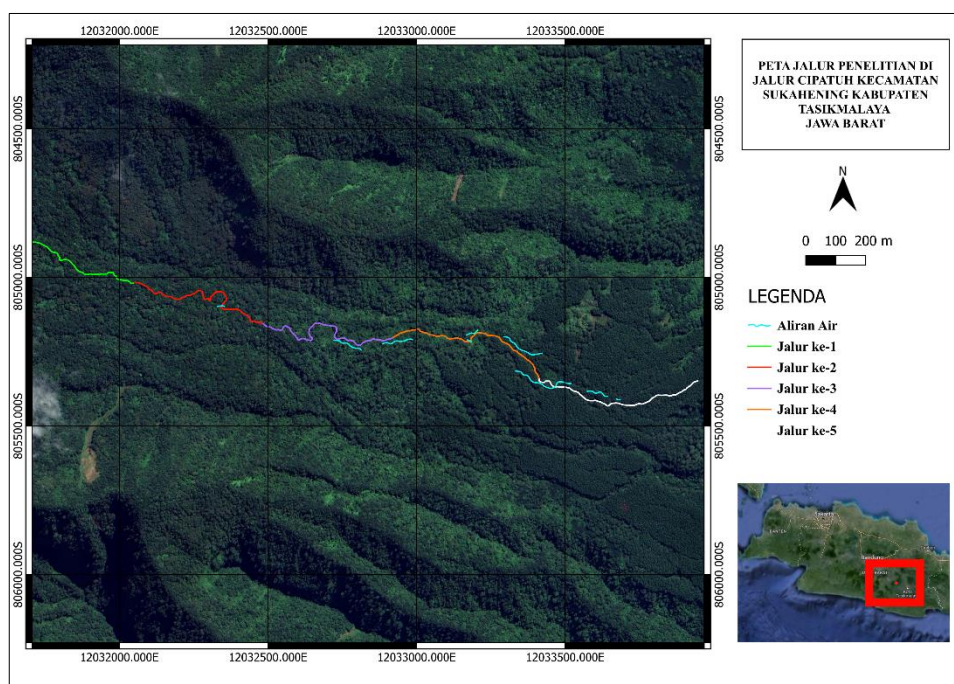 PETA JALUR PENELITIAN DI
JALUR CIPATUH KECAMATAN
SUKAHENING KABUPATEN
TASIKMALAYA
JAWA BARAT
N
0 100 200 m
LEGENDA
Aliran Air
Jalur ke-1
Jalur ke-2
Jalur ke-3
Jalur ke-4
Jalur ke-5
12032000.000E 12032500.000E 12033000.000E 12033500.000E
804500.000S
805000.000S
805500.000S
806000.000S
804500.000S
805000.000S
805500.000S
806000.000S
12032000.000E 12032500.000E 12033000.000E 12033500.000E